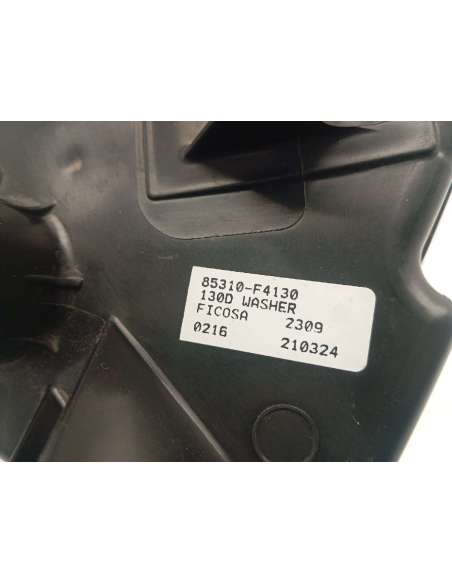 85310-F4130
130D WASHER
FICOSA 2309
0216 210324